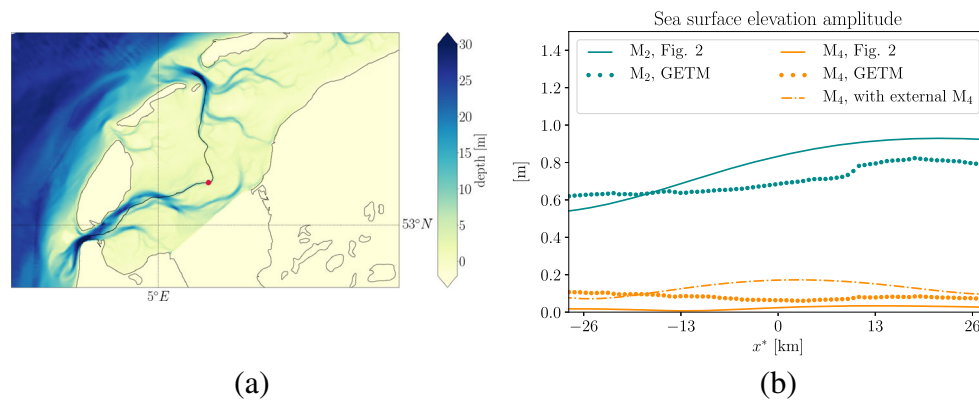 30
25
20
15
10
5
0
depth [m]
53°N
5°E
(a)
Sea surface elevation amplitude
M₂, Fig. 2
M₂, GETM
M₄, Fig. 2
M₄, GETM
M₄, with external M₄
1.4
1.2
1.0
0.8
0.6
0.4
0.2
0.0
[m]
−26
−13
0
13
26
x* [km]
(b)